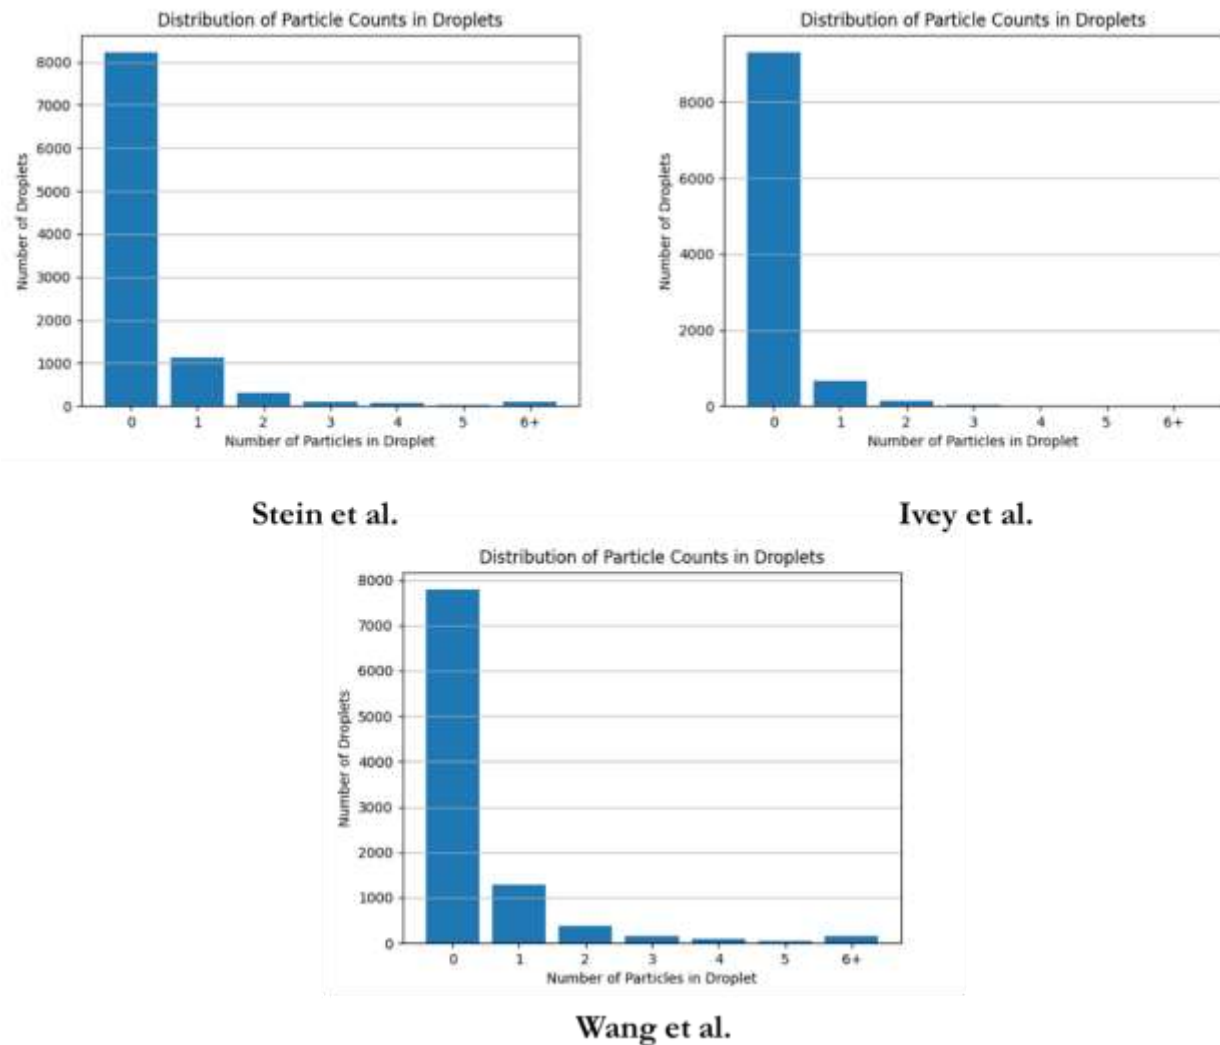 Distribution of Particle Counts in Droplets
Number of Droplets
8000
7000
6000
5000
4000
3000
2000
1000
0
0 1 2 3 4 5 6+
Number of Particles in Droplet
Stein et al.
Distribution of Particle Counts in Droplets
Number of Droplets
8000
6000
4000
2000
0
0 1 2 3 4 5 6+
Number of Particles in Droplet
Ivey et al.
Distribution of Particle Counts in Droplets
Number of Droplets
8000
7000
6000
5000
4000
3000
2000
1000
0
0 1 2 3 4 5 6+
Number of Particles in Droplet
Wang et al.